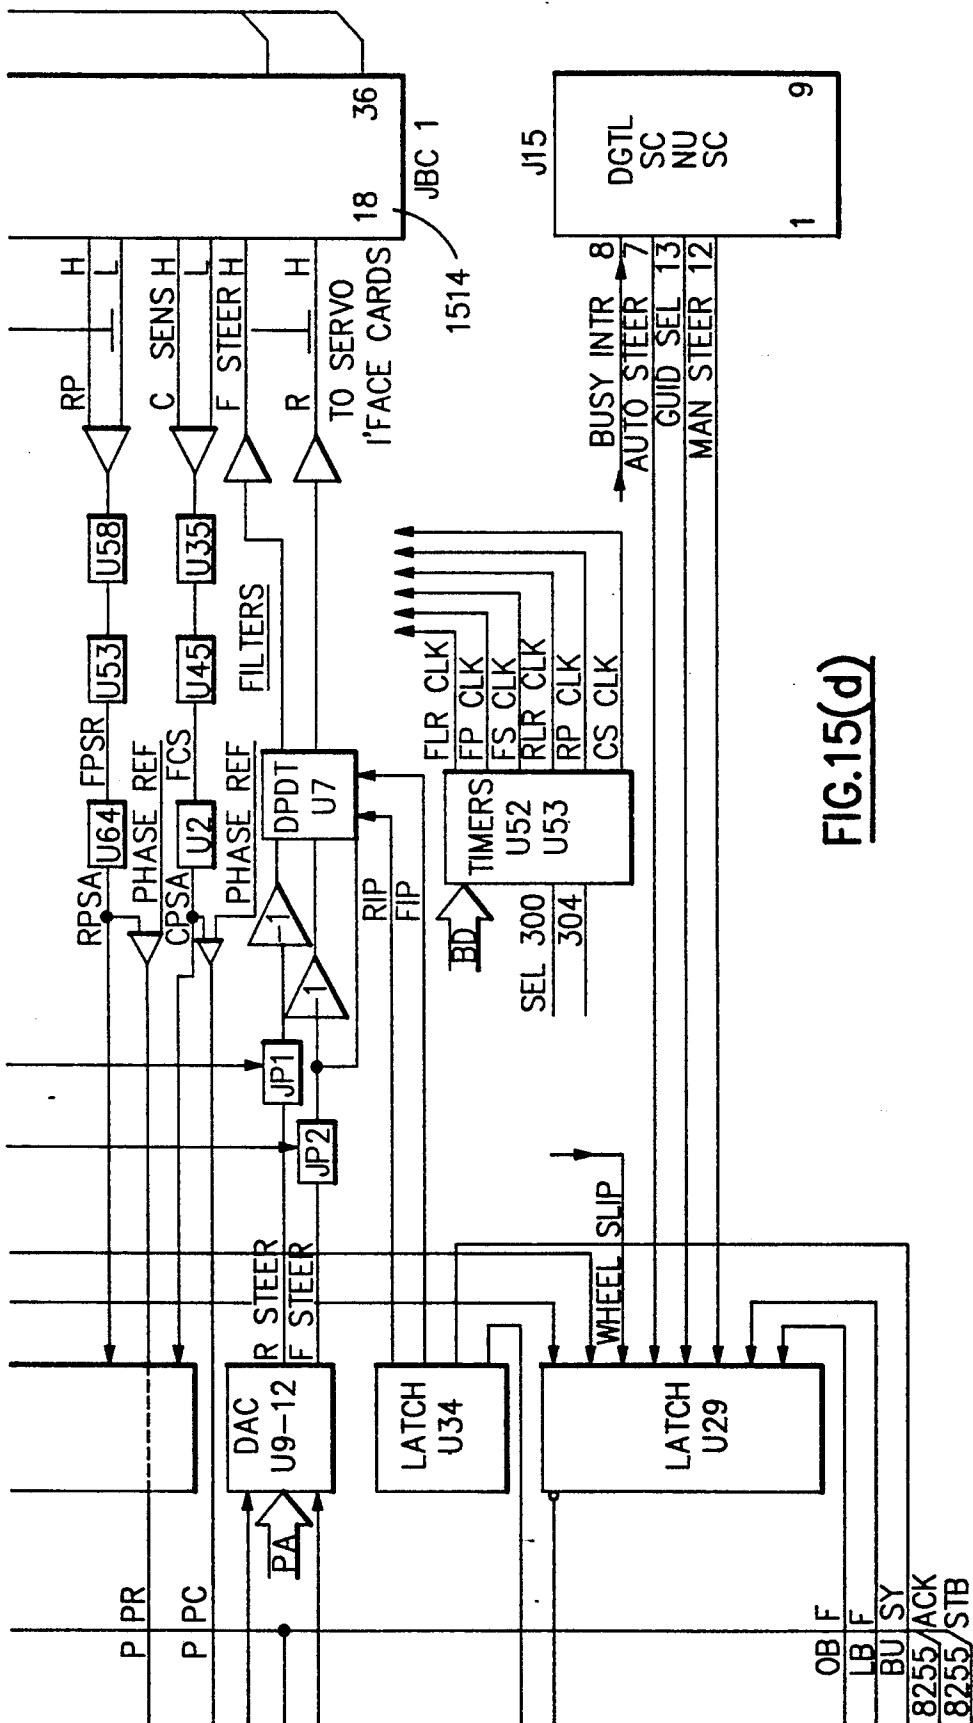 36
18
JBC 1
1514
H
L
RP
C SENS H
L
F STEER H
R H
TO SERVO
I'FACE CARDS
U58
U53
FPSR
U64
RPSA
PHASE REF
U35
U45
FCS
U2
CPSA
PHASE REF
FILTERS
DPDT
U7
1
1
RIP
FIP
JP1
JP2
R STEER
F STEER
DAC
U9-12
PA
P PR
P PC
LATCH
U34
LATCH
U29
WHEEL SLIP
TIMERS
U52
U53
BD
SEL 300
304
FLR CLK
FP CLK
FS CLK
RLR CLK
RP CLK
CS CLK
J15
DGTL
SC
NU
SC
1
9
BUSY INTR 8
AUTO STEER 7
GUID SEL 13
MAN STEER 12
OB F
LB F
BU SY
8255/ACK
8255/STB
FIG.15(d)